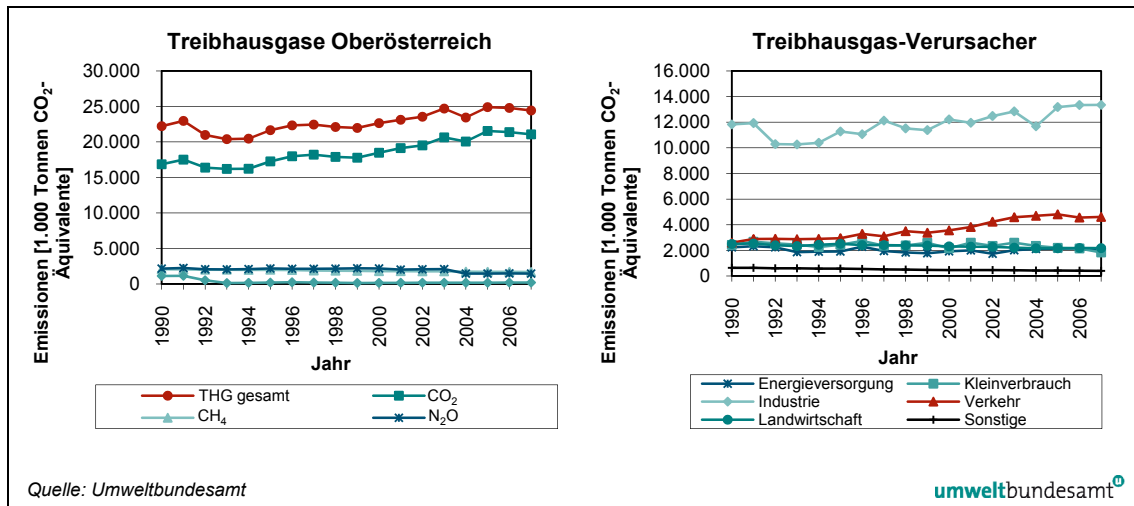 Treibhausgase Oberösterreich
30.000
25.000
20.000
15.000
10.000
5.000
0
Emissionen [1.000 Tonnen CO₂-
Äquivalente]
1990
1992
1994
1996
1998
2000
2002
2004
2006
Jahr
THG gesamt
CO₂
CH₄
N₂O
Treibhausgas-Verursacher
16.000
14.000
12.000
10.000
8.000
6.000
4.000
2.000
0
Emissionen [1.000 Tonnen CO₂-
Äquivalente]
1990
1992
1994
1996
1998
2000
2002
2004
2006
Jahr
Energieversorgung
Kleinverbrauch
Industrie
Verkehr
Landwirtschaft
Sonstige
Quelle: Umweltbundesamt
umweltbundesamt u